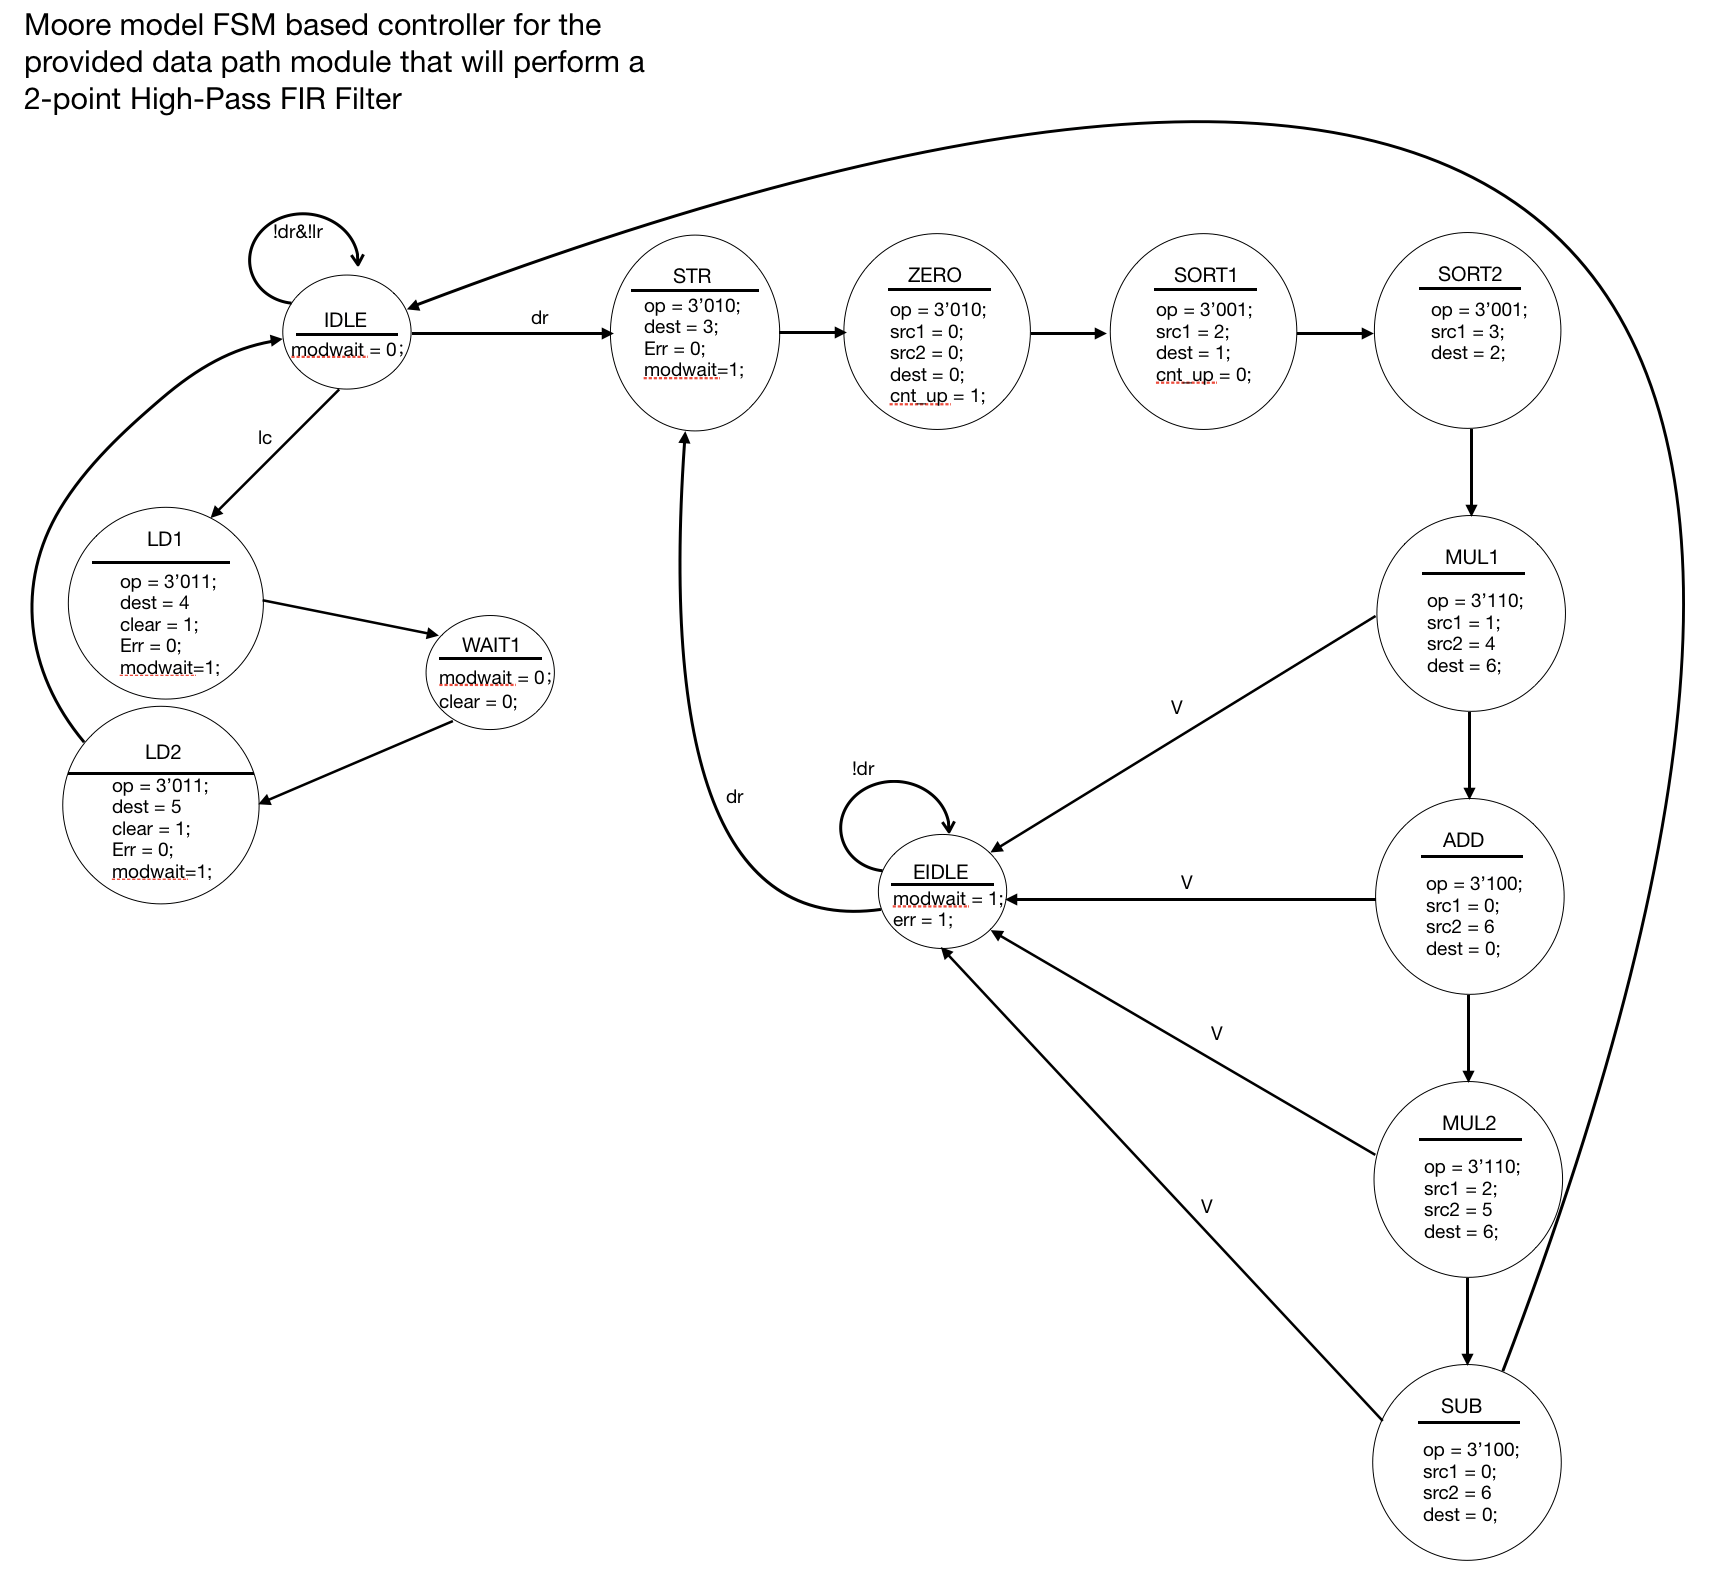 Moore model FSM based controller for the
provided data path module that will perform a
2-point High-Pass FIR Filter
!dr&!lr
IDLE
modwait = 0;
dr
STR
op = 3’010;
dest = 3;
Err = 0;
modwait=1;
ZERO
op = 3’010;
src1 = 0;
src2 = 0;
dest = 0;
cnt_up = 1;
SORT1
op = 3’001;
src1 = 2;
dest = 1;
cnt_up = 0;
SORT2
op = 3’001;
src1 = 3;
dest = 2;
lc
LD1
op = 3’011;
dest = 4
clear = 1;
Err = 0;
modwait=1;
WAIT1
modwait = 0;
clear = 0;
LD2
op = 3’011;
dest = 5
clear = 1;
Err = 0;
modwait=1;
MUL1
op = 3’110;
src1 = 1;
src2 = 4
dest = 6;
V
!dr
dr
EIDLE
modwait = 1;
err = 1;
V
ADD
op = 3’100;
src1 = 0;
src2 = 6
dest = 0;
V
MUL2
op = 3’110;
src1 = 2;
src2 = 5
dest = 6;
V
SUB
op = 3’100;
src1 = 0;
src2 = 6
dest = 0;